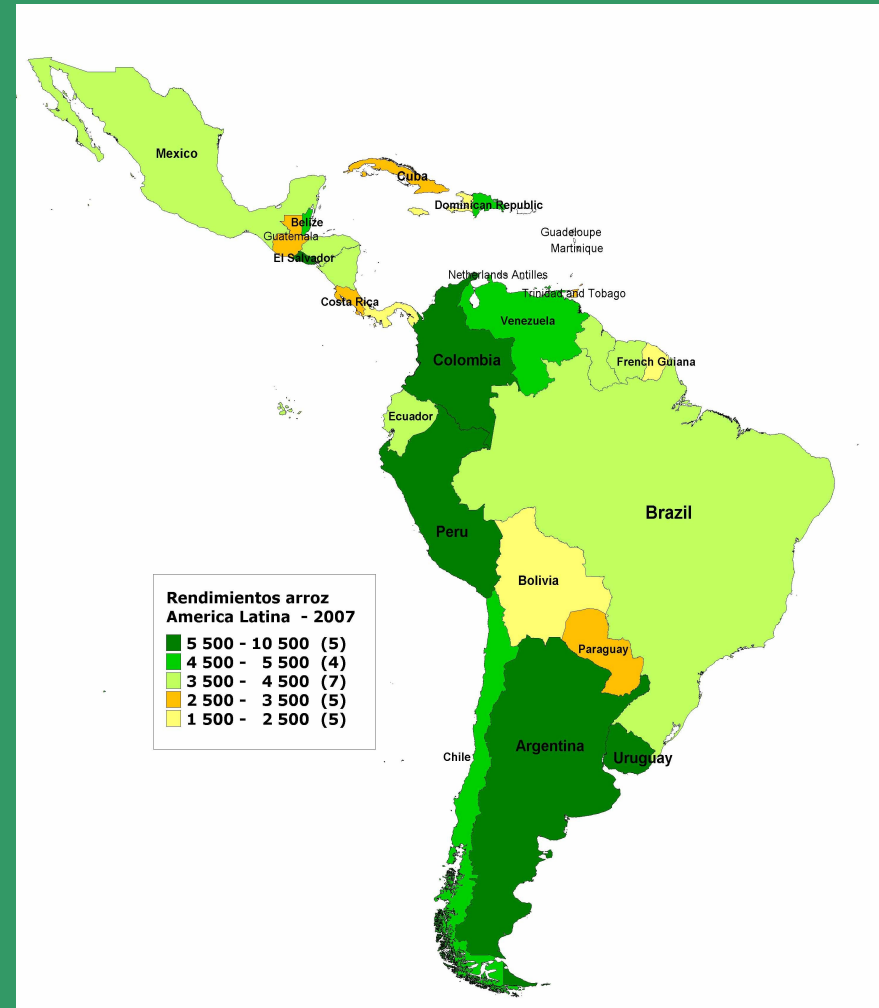 Mexico
Cuba
Dominican Republic
Belize
Guatemala
Guadeloupe
Martinique
El Salvador
Netherlands Antilles
Trinidad and Tobago
Costa Rica
Venezuela
Colombia
French Guiana
Ecuador
Brazil
Peru
Bolivia
Rendimientos arroz
America Latina - 2007
5 500 - 10 500 (5)
4 500 - 5 500 (4)
3 500 - 4 500 (7)
2 500 - 3 500 (5)
1 500 - 2 500 (5)
Paraguay
Argentina
Chile
Uruguay